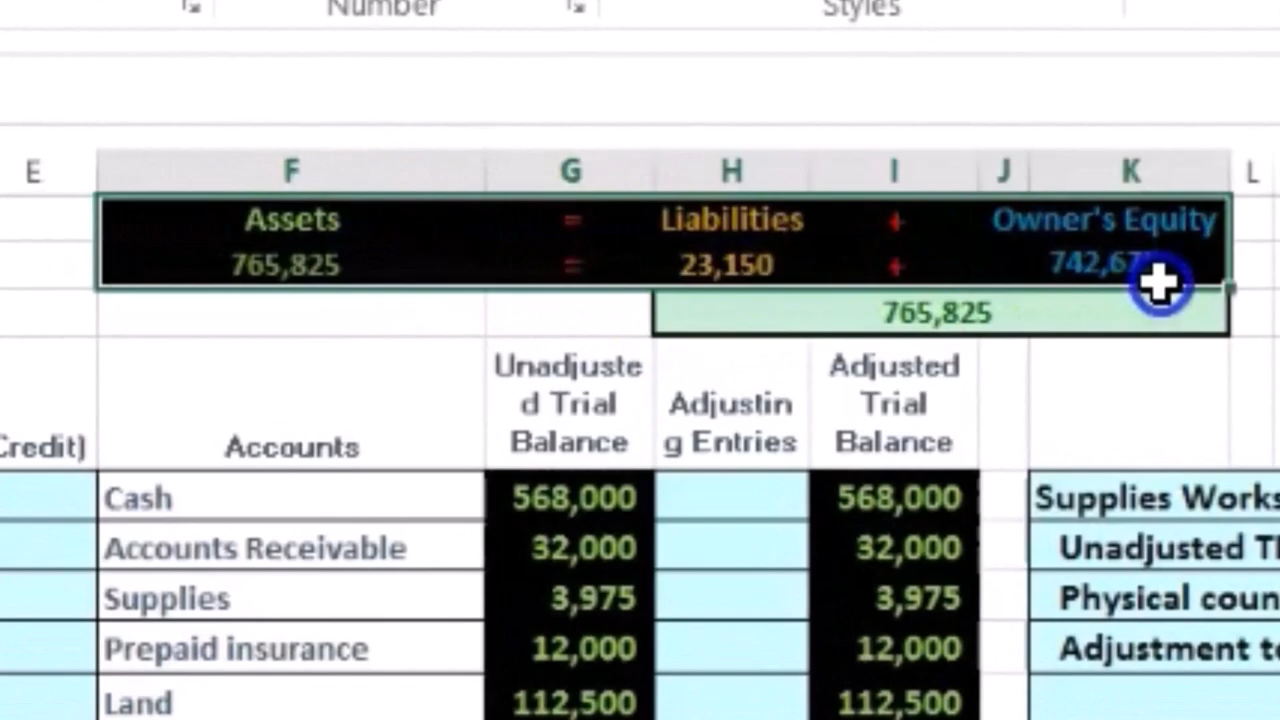 Number Styles
E F G H I J K L
Assets = Liabilities + Owner's Equity
765,825 = 23,150 +
765,825
Unadjuste
d Trial
Balance
Adjustin
g Entries
Adjusted
Trial
Balance
Credit) Accounts
Cash 568,000 568,000 Supplies
Accounts Receivable 32,000 32,000 Unadjusted
Supplies 3,975 3,975 Physical
Prepaid insurance 12,000 12,000 Adjustment
Land 112,500 112,500